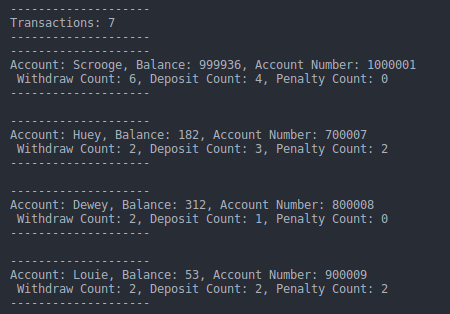 --------------------
Transactions: 7
--------------------
--------------------
Account: Scrooge, Balance: 999936, Account Number: 1000001
 Withdraw Count: 6, Deposit Count: 4, Penalty Count: 0
--------------------

--------------------
Account: Huey, Balance: 182, Account Number: 700007
 Withdraw Count: 2, Deposit Count: 3, Penalty Count: 2
--------------------

--------------------
Account: Dewey, Balance: 312, Account Number: 800008
 Withdraw Count: 2, Deposit Count: 1, Penalty Count: 0
--------------------

--------------------
Account: Louie, Balance: 53, Account Number: 900009
 Withdraw Count: 2, Deposit Count: 2, Penalty Count: 2
--------------------